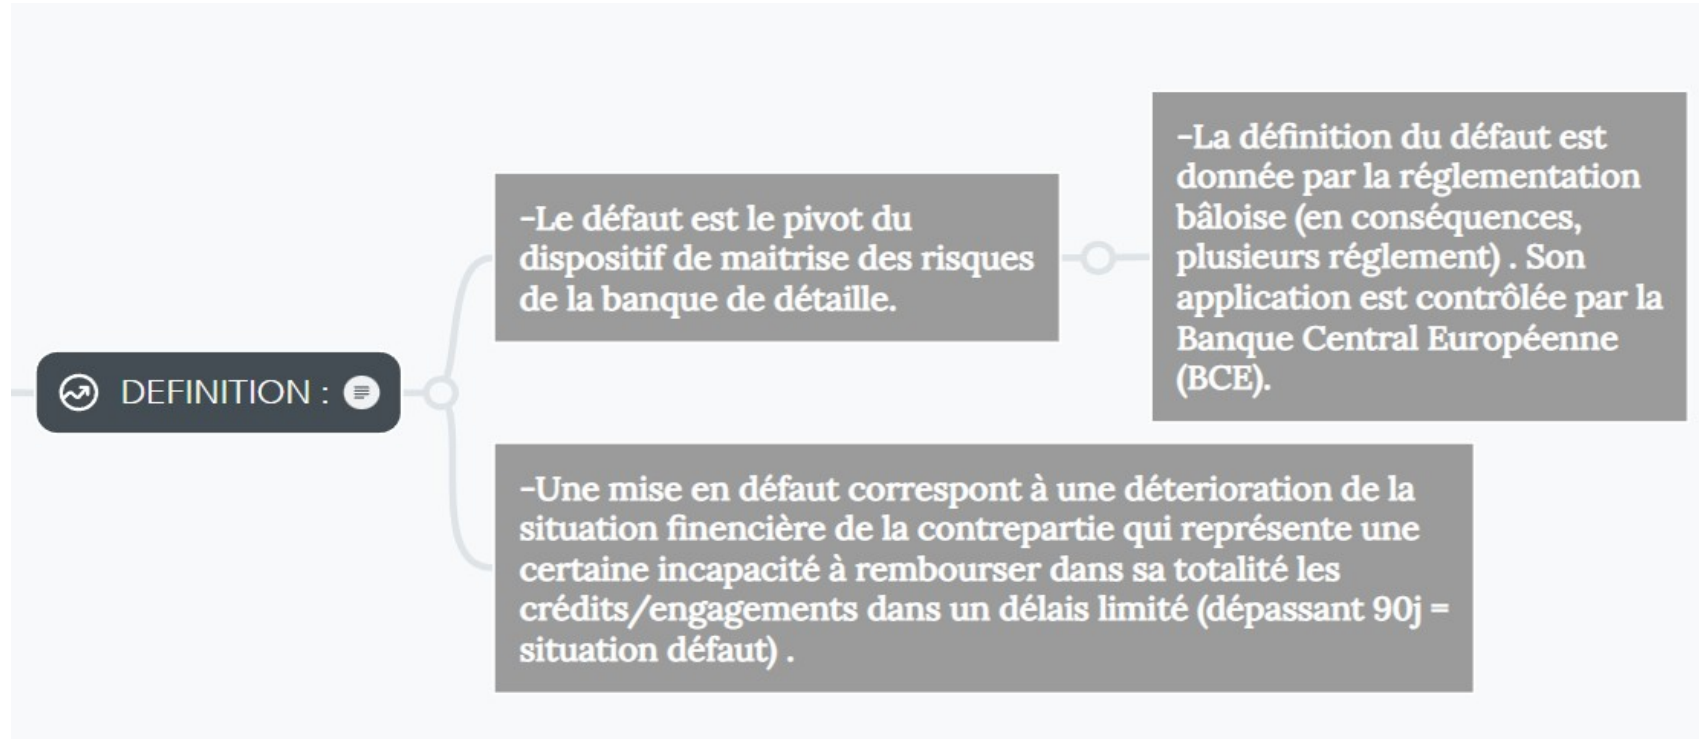 DEFINITION :
-Le défaut est le pivot du
dispositif de maitrise des risques
de la banque de détaille.
-La définition du défaut est
donnée par la réglementation
bâloise (en conséquences,
plusieurs réglement) . Son
application est contrôlée par la
Banque Central Européenne
(BCE).
-Une mise en défaut correspont à une déterioration de la
situation finencière de la contrepartie qui représente une
certaine incapacité à rembourser dans sa totalité les
crédits/engagements dans un délais limité (dépassant 90j =
situation défaut) .